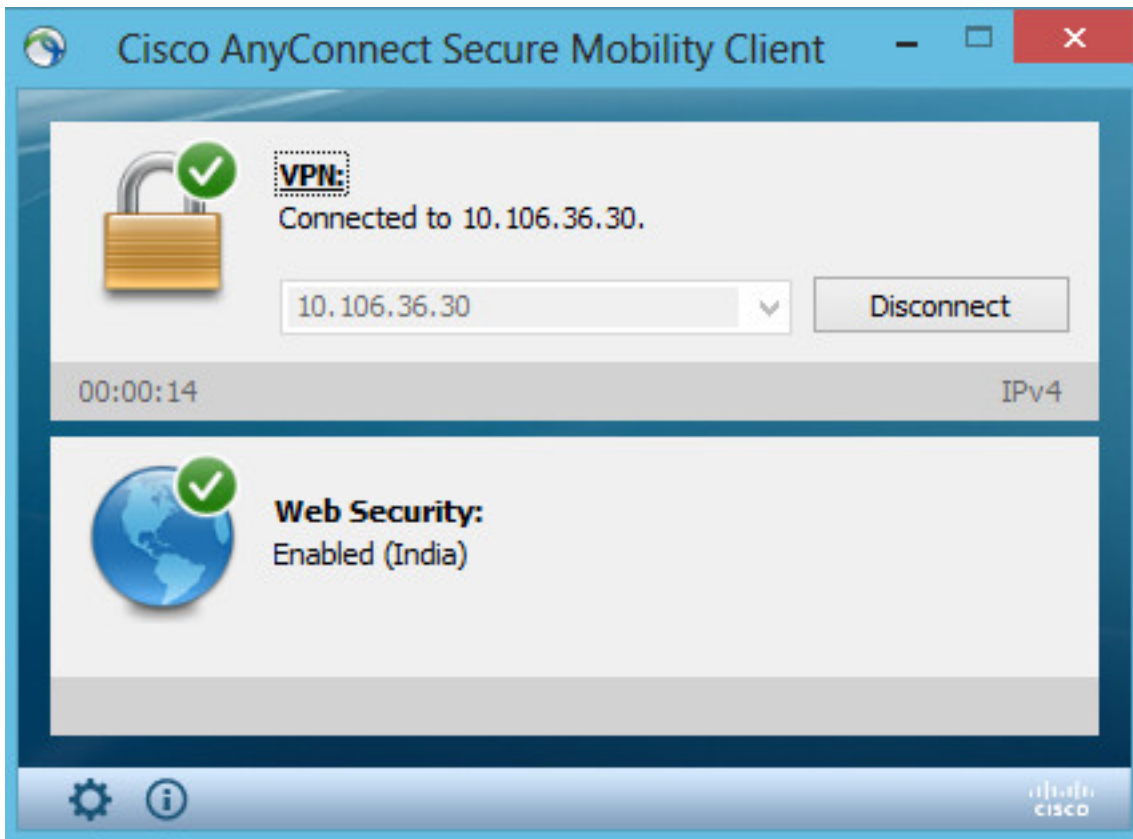 Cisco AnyConnect Secure Mobility Client
VPN:
Connected to 10.106.36.30.
10.106.36.30
Disconnect
00:00:14
IPv4
Web Security:
Enabled (India)
CISCO